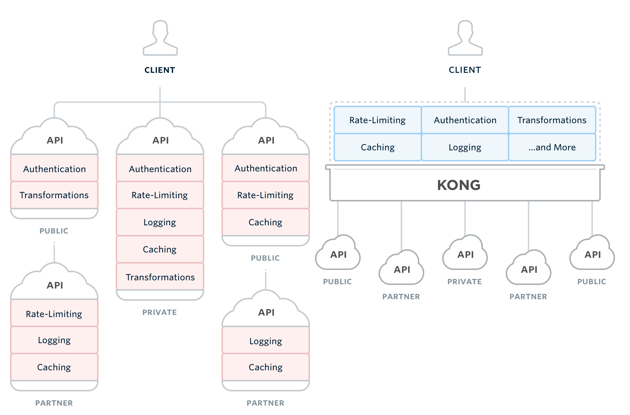 CLIENT
API
Authentication
Transformations
PUBLIC
API
Rate-Limiting
Logging
Caching
PARTNER
API
Authentication
Rate-Limiting
Logging
Caching
Transformations
PRIVATE
API
Authentication
Rate-Limiting
Caching
PUBLIC
API
Logging
Caching
PARTNER
CLIENT
Rate-Limiting Authentication Transformations
Caching Logging ...and More
KONG
API
PUBLIC
API
PARTNER
API
PRIVATE
API
PARTNER
API
PUBLIC